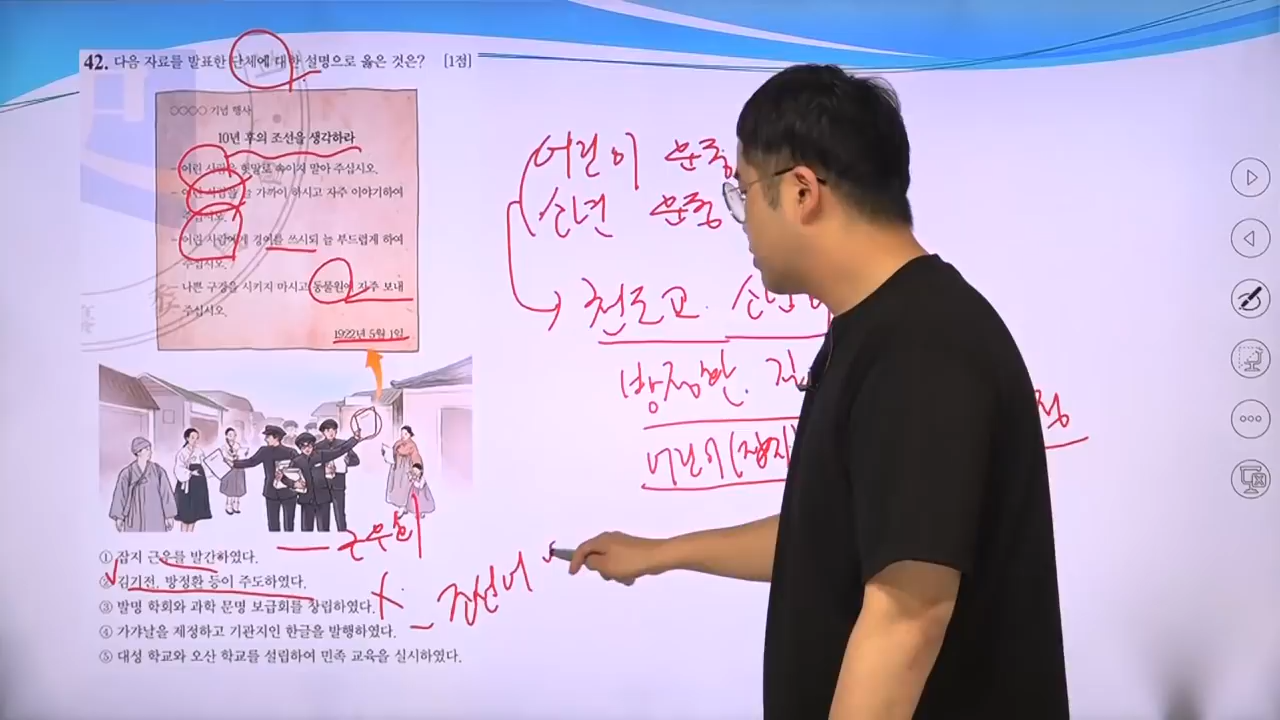 42. 다음 자료를 발표한 단체에 대한 설명으로 옳은 것은? [1점]
○○○○ 기념 행사
10년 후의 조선을 생각하라
- 어린 사람을 헛말로 속이지 말아 주십시오.
- 어린 사람을 늘 가까이 하시고 자주 이야기하여
주십시오.
- 어린 사람에게 경어를 쓰시되 늘 부드럽게 하여
주십시오.
- 나쁜 구경을 시키지 마시고 동물원에 자주 보내
주십시오.
1922년 5월 1일
① 잡지 근우를 발간하였다.
② 김기전, 방정환 등이 주도하였다.
③ 발명 학회와 과학 문명 보급회를 창립하였다.
④ 가갸날을 제정하고 기관지인 한글을 발행하였다.
⑤ 대성 학교와 오산 학교를 설립하여 민족 교육을 실시하였다.
근우회
X
조선어
어린이 운동
소년 운동
천도교
방정환.
어린이(잡지)